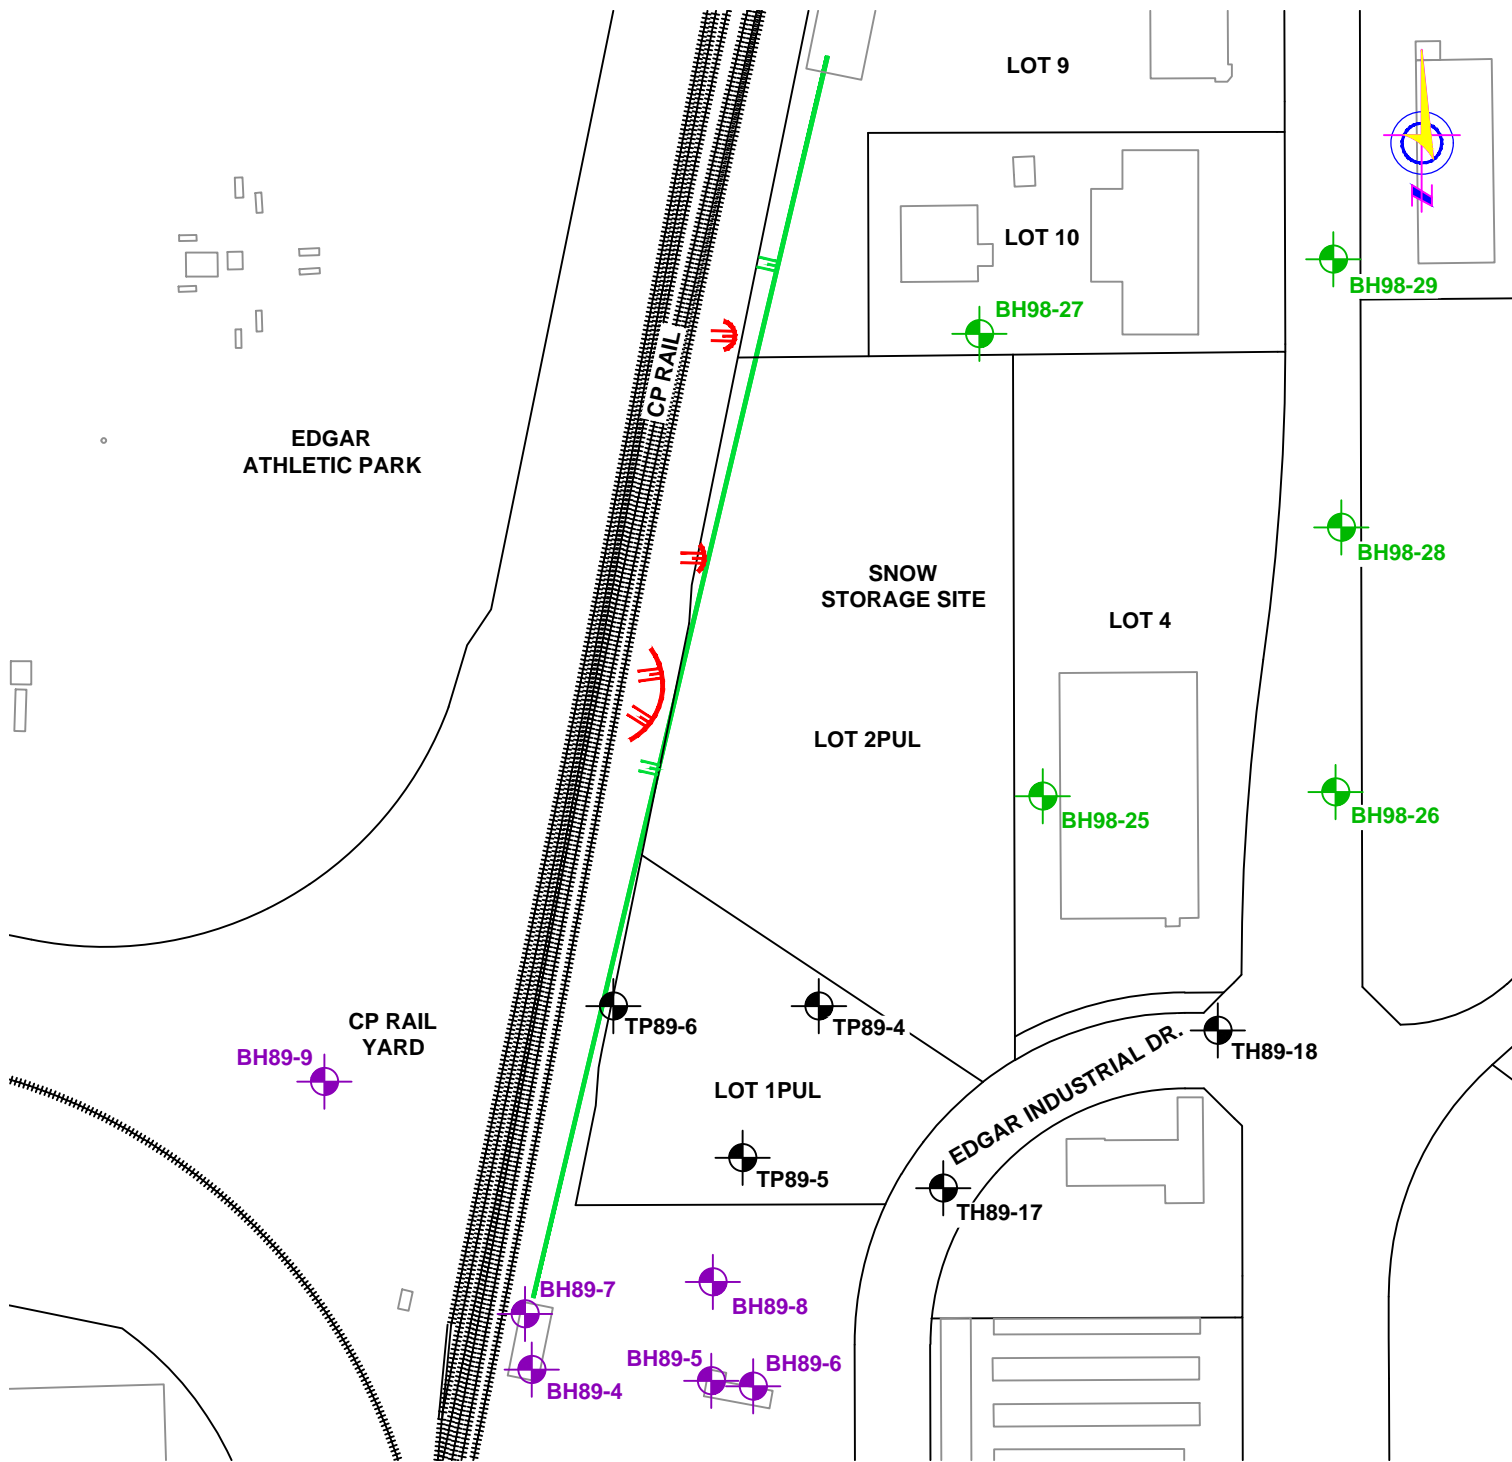 LOT 9
LOT 10
BH98-29
BH98-27
CP RAIL
EDGAR
ATHLETIC PARK
BH98-28
SNOW
STORAGE SITE
LOT 4
LOT 2PUL
BH98-25
BH98-26
CP RAIL
YARD
TP89-6
TP89-4
EDGAR INDUSTRIAL DR.
TH89-18
BH89-9
LOT 1PUL
TP89-5
TH89-17
BH89-7
BH89-8
BH89-5
BH89-6
BH89-4
N